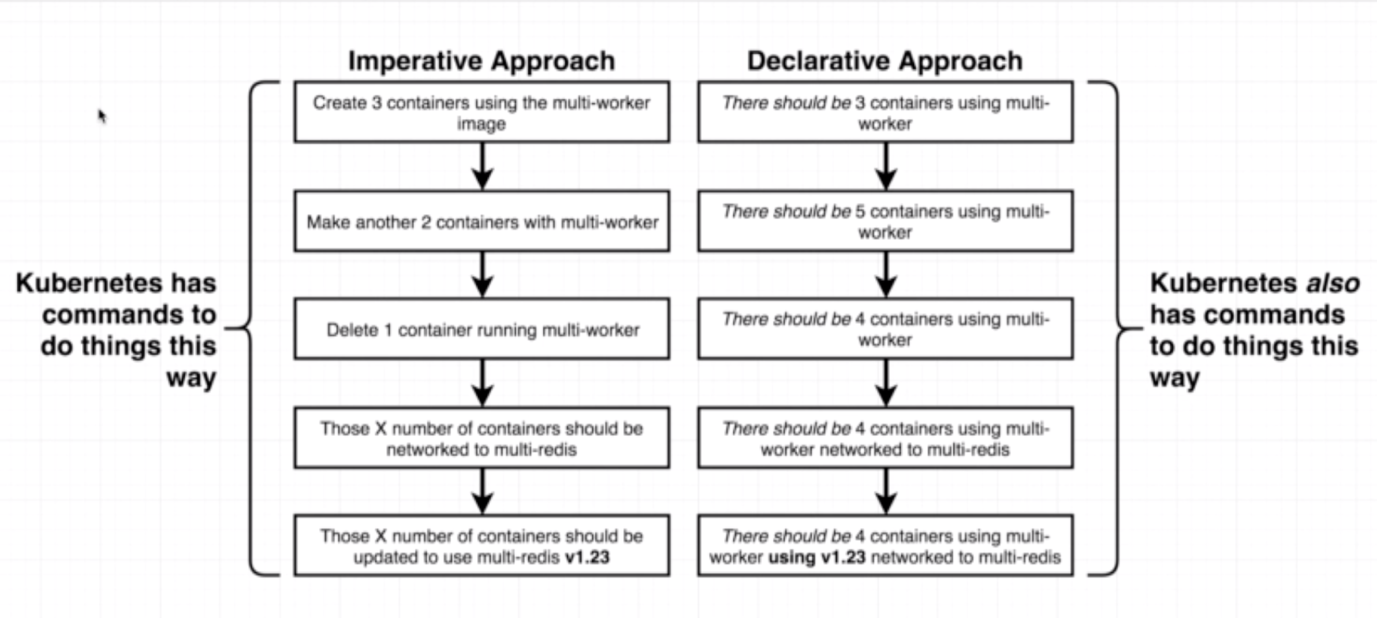 Imperative Approach
Create 3 containers using the multi-worker
image
Make another 2 containers with multi-worker
Delete 1 container running multi-worker
Those X number of containers should be
networked to multi-redis
Those X number of containers should be
updated to use multi-redis v1.23
Declarative Approach
There should be 3 containers using multi-
worker
There should be 5 containers using multi-
worker
There should be 4 containers using multi-
worker
There should be 4 containers using multi-
worker networked to multi-redis
There should be 4 containers using multi-
worker using v1.23 networked to multi-redis
Kubernetes has
commands to
do things this
way
Kubernetes also
has commands
to do things this
way